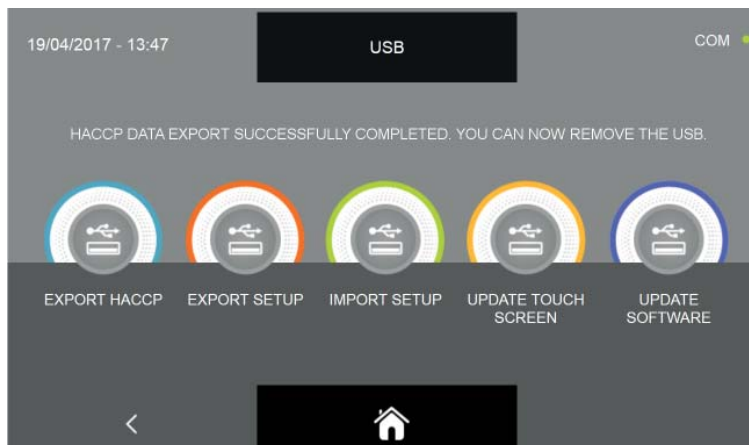 19/04/2017 - 13:47
USB
COM
HACCP DATA EXPORT SUCCESSFULLY COMPLETED. YOU CAN NOW REMOVE THE USB.
EXPORT HACCP
EXPORT SETUP
IMPORT SETUP
UPDATE TOUCH
SCREEN
UPDATE
SOFTWARE